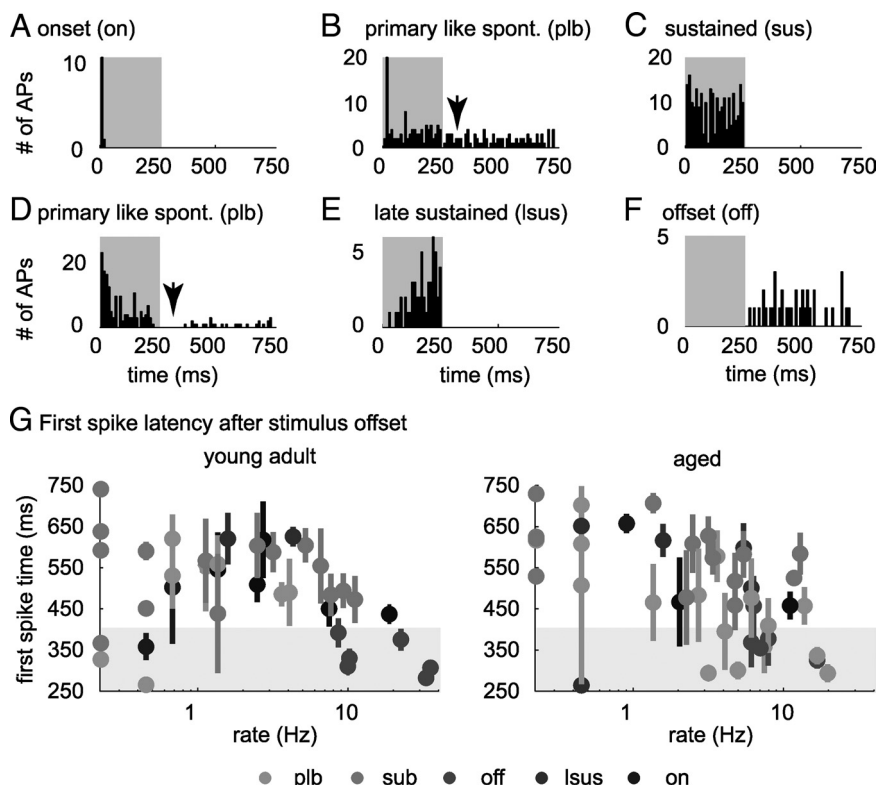 A onset (on)
B primary like spont. (plb)
C sustained (sus)
# of APs
10
0
0 250 500 750
20
10
0
0 250 500 750
20
10
0
0 250 500 750
D primary like spont. (plb)
E late sustained (lsus)
F offset (off)
# of APs
20
0
0 250 500 750
time (ms)
5
0
0 250 500 750
time (ms)
5
0
0 250 500 750
time (ms)
G First spike latency after stimulus offset
young adult
aged
first spike time (ms)
750
650
550
450
350
250
1 10
rate (Hz)
750
650
550
450
350
250
1 10
rate (Hz)
plb sub off lsus on